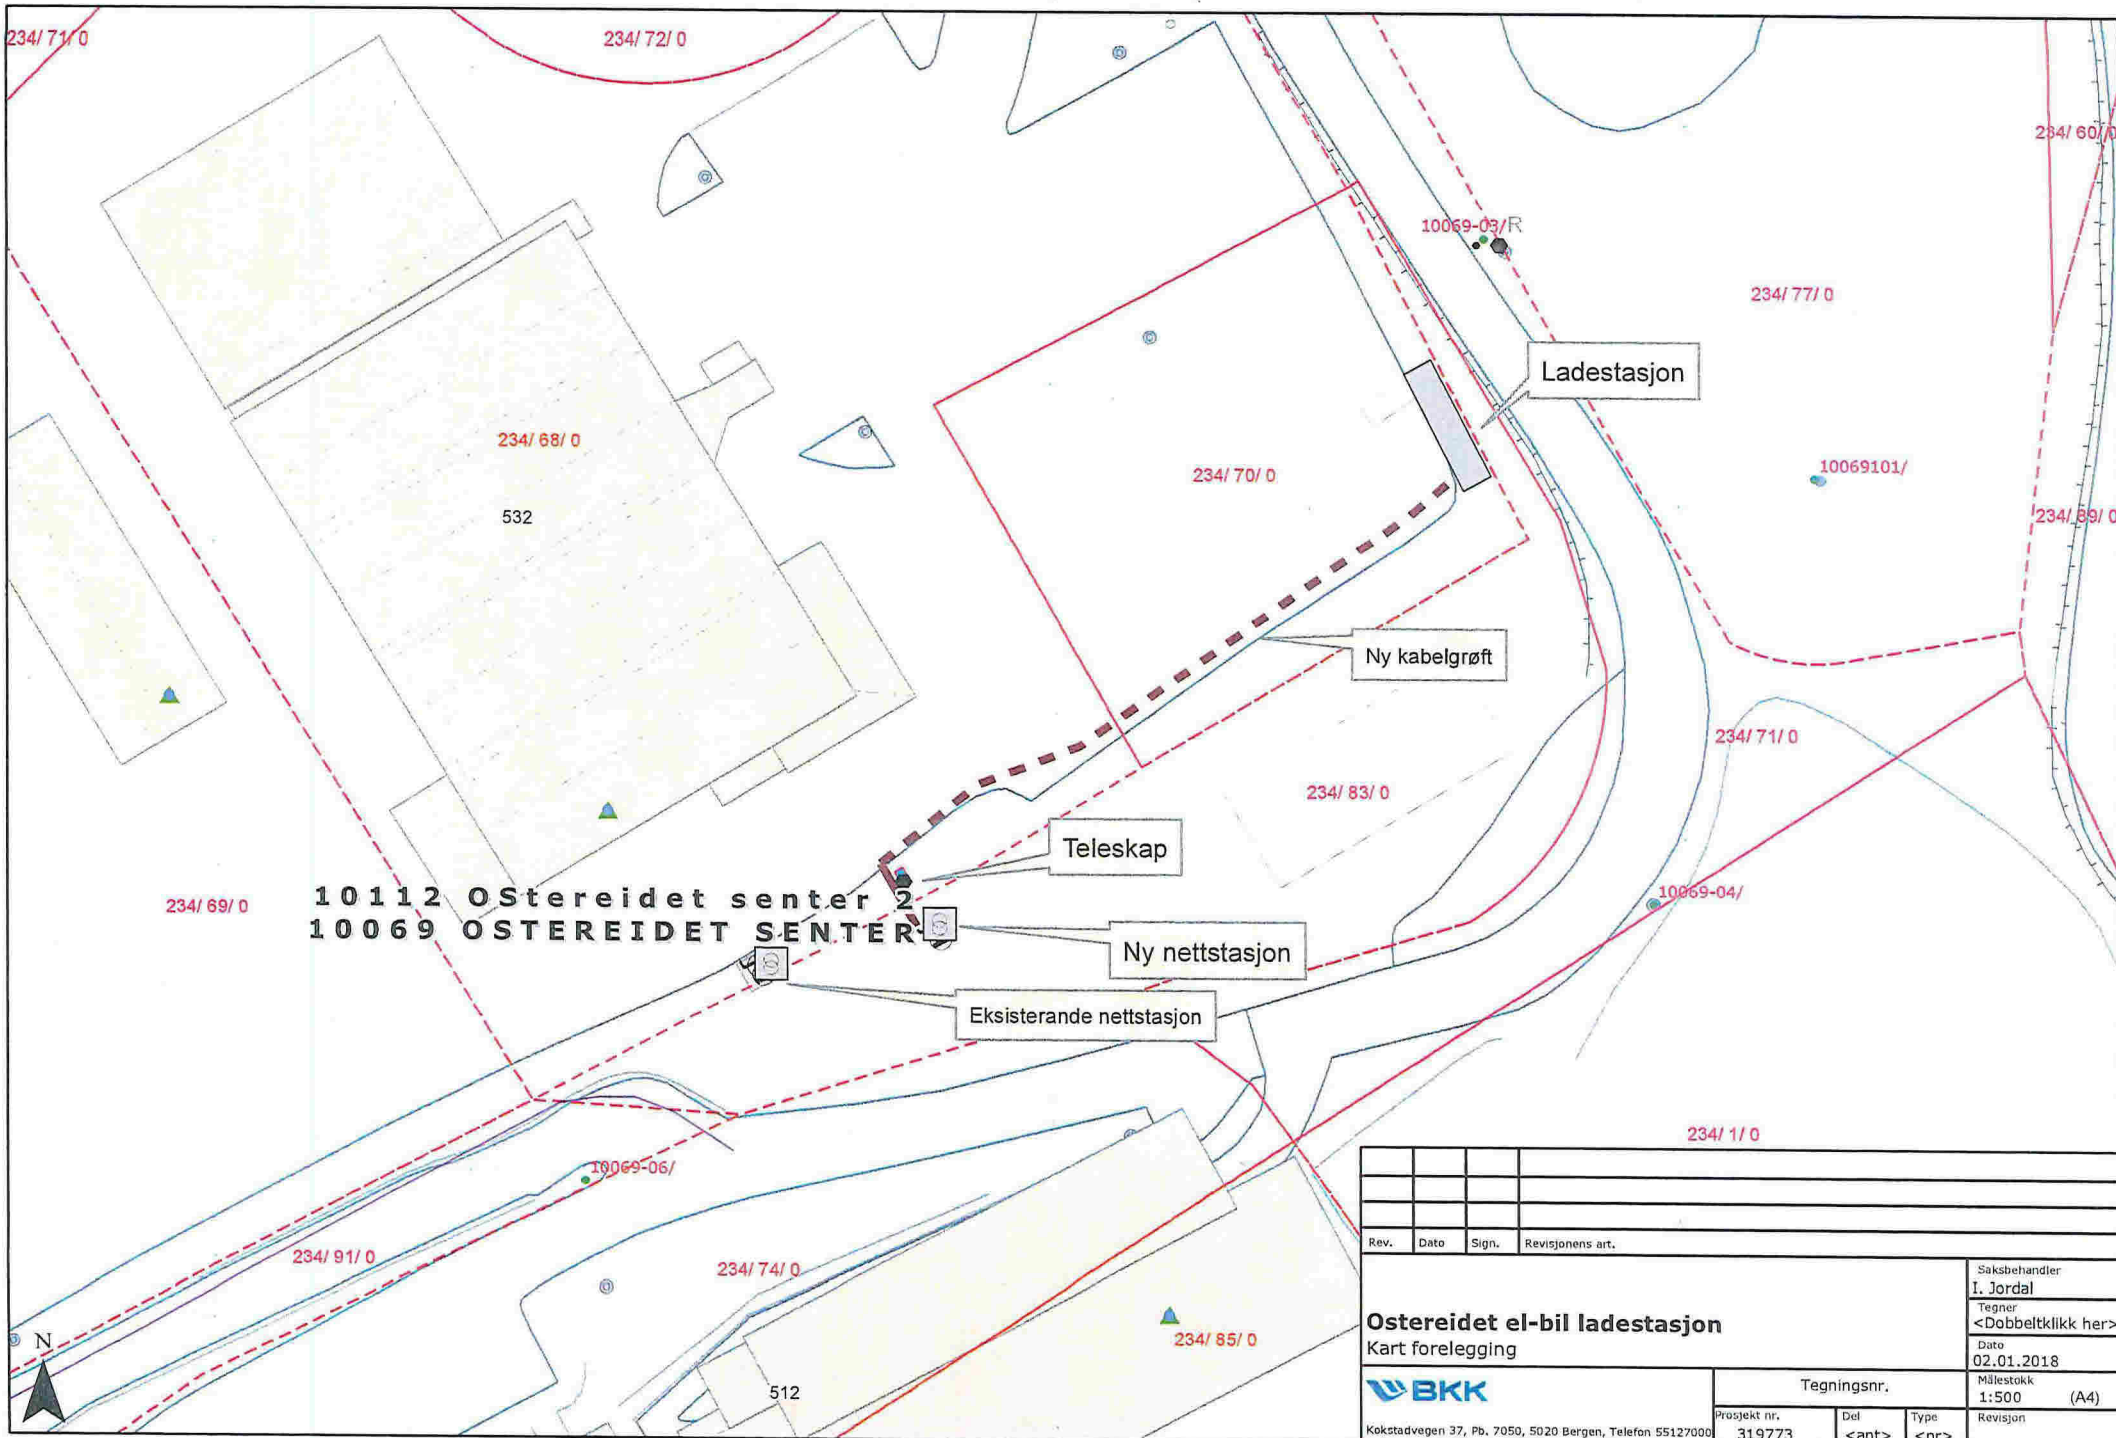 234/ 71/ 0
234/ 72/ 0
234/ 60/ 0
10069-03/R
234/ 77/ 0
Ladestasjon
234/ 68/ 0
234/ 70/ 0
10069101/
532
234/ 89/ 0
Ny kabelgrøft
234/ 71/ 0
234/ 83/ 0
Teleskap
234/ 69/ 0
10112 OStereidet senter 2
10069 OSTEREIDET SENTER
10069-04/
Ny nettstasjon
Eksisterande nettstasjon
234/ 1/ 0
10069-06/
234/ 91/ 0
234/ 74/ 0
234/ 85/ 0
512
N
Rev. Dato Sign. Revisjonens art.
Ostereidet el-bil ladestasjon
Kart forelegging
Saksbehandler
I. Jordal
Tegner
<Dobbeltklikk her>
Dato
02.01.2018
Målestokk
1:500 (A4)
BKK
Kokstadvegen 37, Pb. 7050, 5020 Bergen, Telefon 55127000
Tegningsnr.
Prosjekt nr. Del Type Revisjon
319773 <ant> <nr>